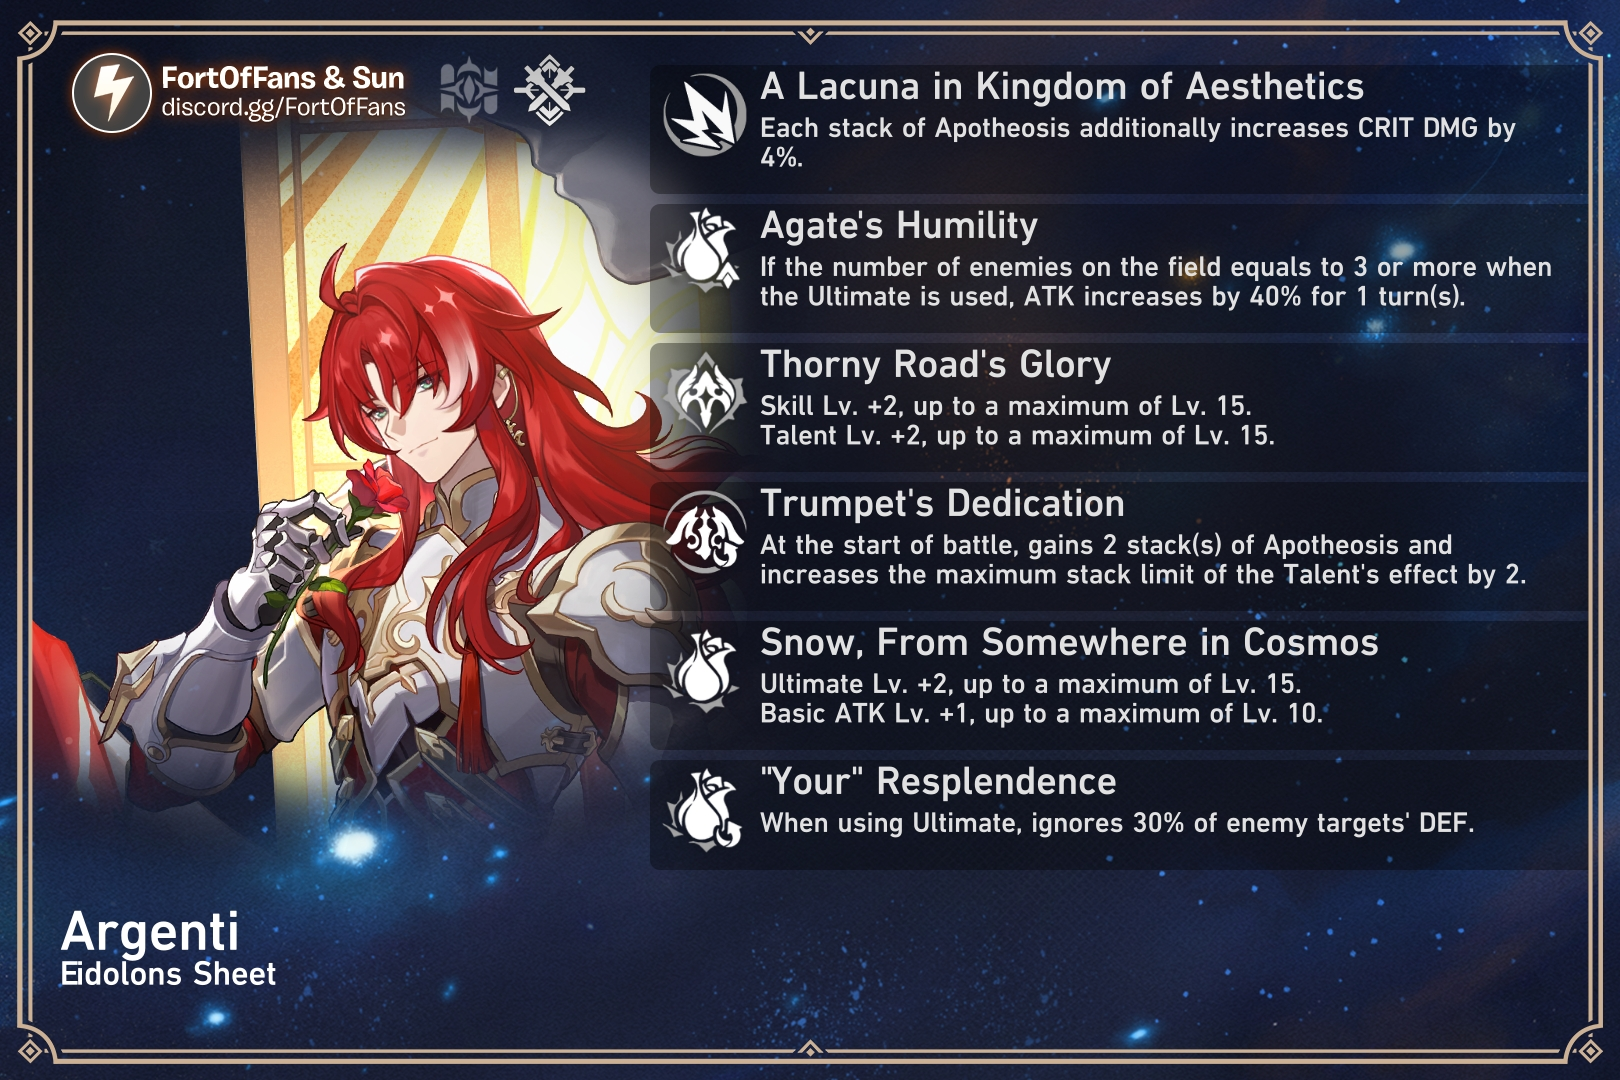 FortOfFans & Sun
discord.gg/FortOfFans
A Lacuna in Kingdom of Aesthetics
Each stack of Apotheosis additionally increases CRIT DMG by
4%.
Agate's Humility
If the number of enemies on the field equals to 3 or more when
the Ultimate is used, ATK increases by 40% for 1 turn(s).
Thorny Road's Glory
Skill Lv. +2, up to a maximum of Lv. 15.
Talent Lv. +2, up to a maximum of Lv. 15.
Trumpet's Dedication
At the start of battle, gains 2 stack(s) of Apotheosis and
increases the maximum stack limit of the Talent's effect by 2.
Snow, From Somewhere in Cosmos
Ultimate Lv. +2, up to a maximum of Lv. 15.
Basic ATK Lv. +1, up to a maximum of Lv. 10.
"Your" Resplendence
When using Ultimate, ignores 30% of enemy targets' DEF.
Argenti
Eidolons Sheet